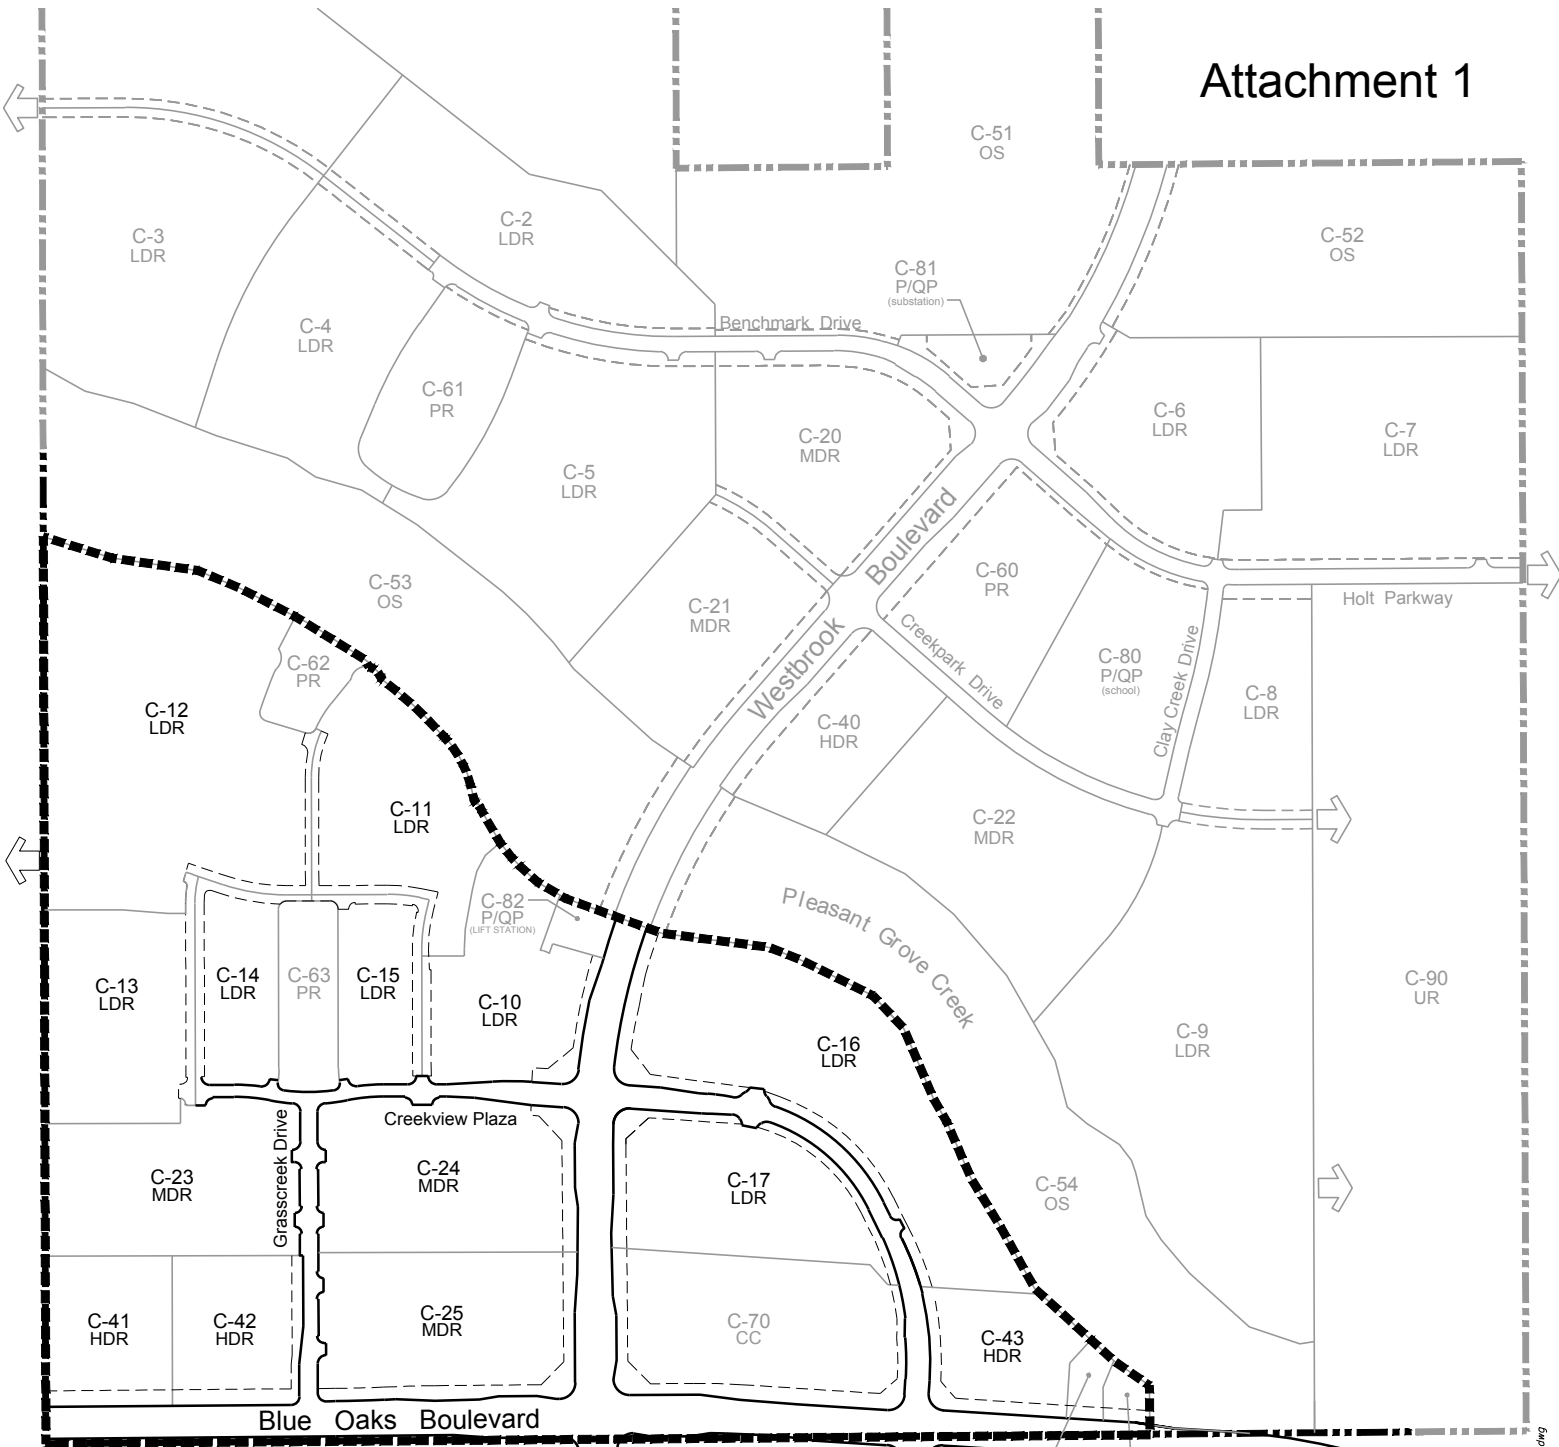 Attachment 1
C-51
OS
C-2
LDR
C-3
LDR
C-52
OS
C-81
P/QP
(substation)
Benchmark Drive
C-4
LDR
C-61
PR
C-6
LDR
C-7
LDR
C-20
MDR
C-5
LDR
Westbrook Boulevard
C-53
OS
C-60
PR
Holt Parkway
C-21
MDR
Creekpark Drive
C-80
P/QP
(school)
Clay Creek Drive
C-62
PR
C-8
LDR
C-12
LDR
C-40
HDR
C-11
LDR
C-22
MDR
Pleasant Grove Creek
C-82
P/QP
(LIFT STATION)
C-13
LDR
C-14
LDR
C-63
PR
C-15
LDR
C-10
LDR
C-90
UR
C-16
LDR
C-9
LDR
Creekview Plaza
Grasscreek Drive
C-23
MDR
C-24
MDR
C-17
LDR
C-54
OS
C-41
HDR
C-42
HDR
C-25
MDR
C-70
CC
C-43
HDR
Blue Oaks Boulevard
dwg